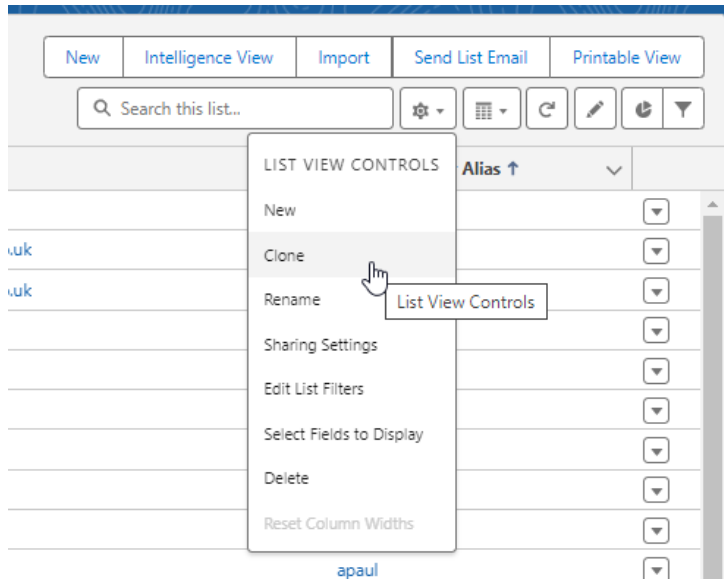 New Intelligence View Import Send List Email Printable View
Search this list...
LIST VIEW CONTROLS
Alias ↑
New
.uk
Clone
.uk
Rename
List View Controls
Sharing Settings
Edit List Filters
Select Fields to Display
Delete
Reset Column Widths
apaul